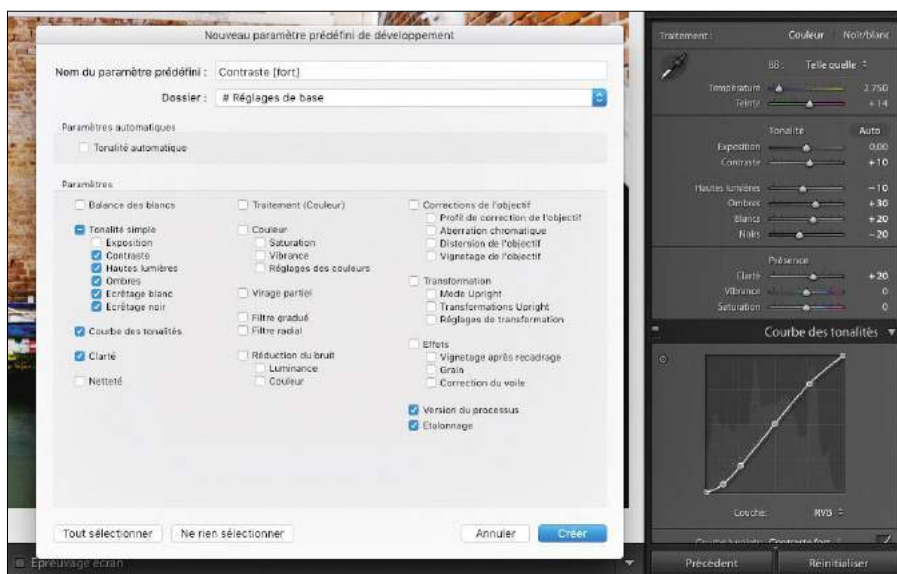 Nouveau paramètre prédéfini de développement
Nom du paramètre prédéfini : Contraste [fort]
Dossier : # Réglages de base
Paramètres automatiques
Tonalité automatique
Paramètres
Balance des blancs
Tonalité simple
Exposition
Contraste
Hautes lumières
Ombres
Ecrêtage blanc
Ecrêtage noir
Courbe des tonalités
Clarté
Netteté
Traitement (Couleur)
Couleur
Saturation
Vibrance
Réglages des couleurs
Virage partiel
Filtre gradué
Filtre radial
Réduction du bruit
Luminance
Couleur
Corrections de l'objectif
Profil de correction de l'objectif
Aberration chromatique
Distorsion de l'objectif
Vignetage de l'objectif
Transformation
Mode Upright
Transformations Upright
Réglages de transformation
Effets
Vignetage après recadrage
Grain
Correction du voile
Version du processus
Etalonnage
Tout sélectionner Ne rien sélectionner Annuler Créer
Epreuvage écran
Traitement : Couleur Noir/blanc
BB : Telle quelle
Température 2 750
Teinte + 14
Tonalité Auto
Exposition 0,00
Contraste + 10
Hautes lumières − 10
Ombres + 30
Blancs + 20
Noirs − 20
Présence
Clarté + 20
Vibrance 0
Saturation 0
Courbe des tonalités
Couche : RVB
Contraste fort
Précédent Réinitialiser